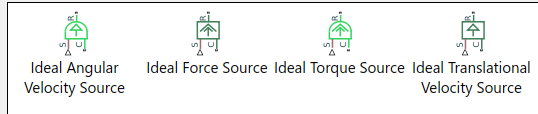 R S C R S C R S C R S C
Ideal Angular Velocity Source
Ideal Force Source
Ideal Torque Source
Ideal Translational Velocity Source